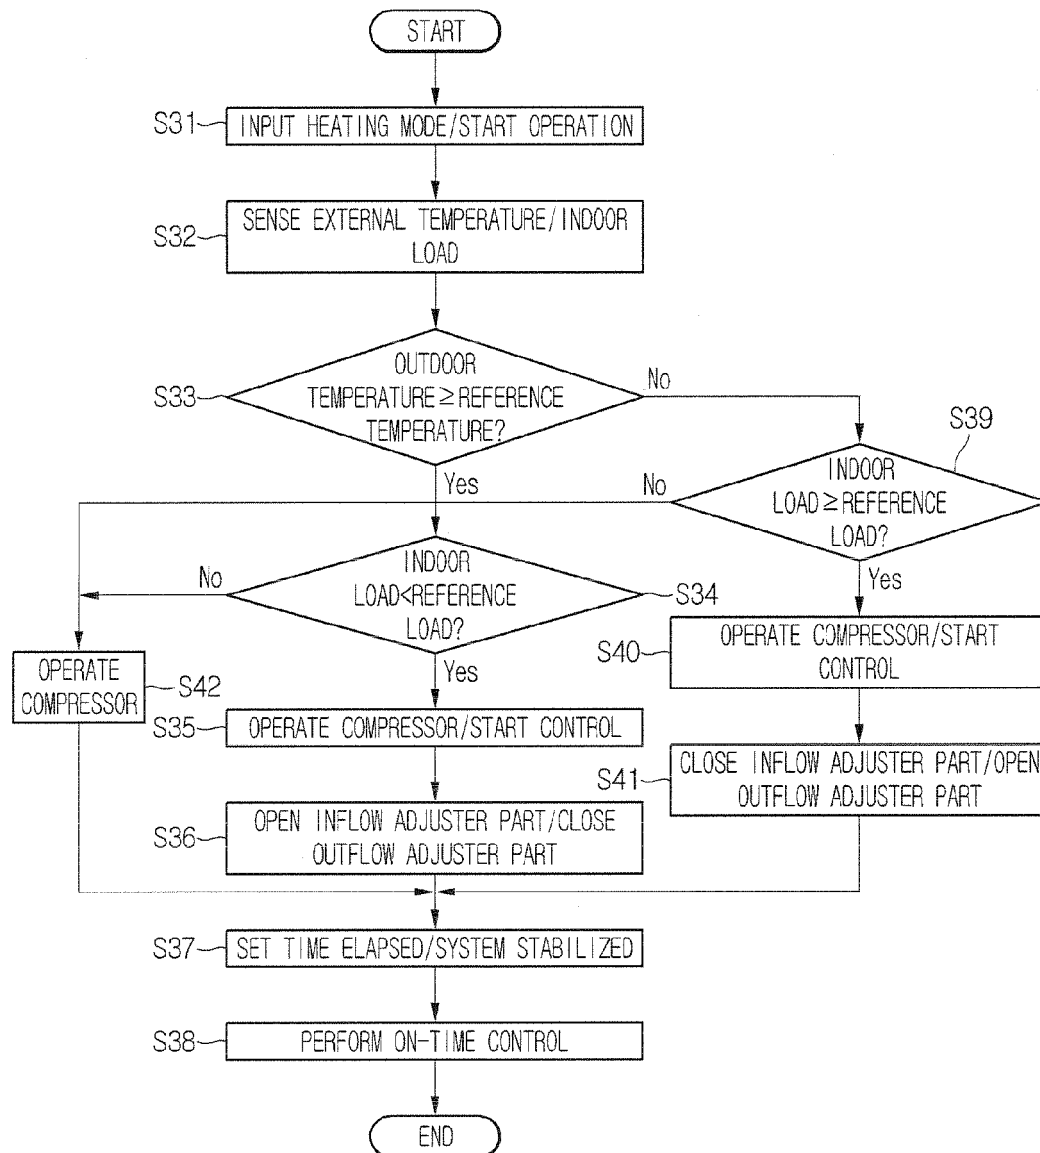 START
S31
INPUT HEATING MODE/START OPERATION
S32
SENSE EXTERNAL TEMPERATURE/INDOOR
LOAD
S33
OUTDOOR
TEMPERATURE≥REFERENCE
TEMPERATURE?
No
Yes
S39
INDOOR
LOAD≥REFERENCE
LOAD?
No
Yes
INDOOR
LOAD<REFERENCE
LOAD?
S34
No
Yes
S40
OPERATE COMPRESSOR/START
CONTROL
OPERATE
COMPRESSOR
S42
S35
OPERATE COMPRESSOR/START CONTROL
S41
CLOSE INFLOW ADJUSTER PART/OPEN
OUTFLOW ADJUSTER PART
S36
OPEN INFLOW ADJUSTER PART/CLOSE
OUTFLOW ADJUSTER PART
S37
SET TIME ELAPSED/SYSTEM STABILIZED
S38
PERFORM ON-TIME CONTROL
END